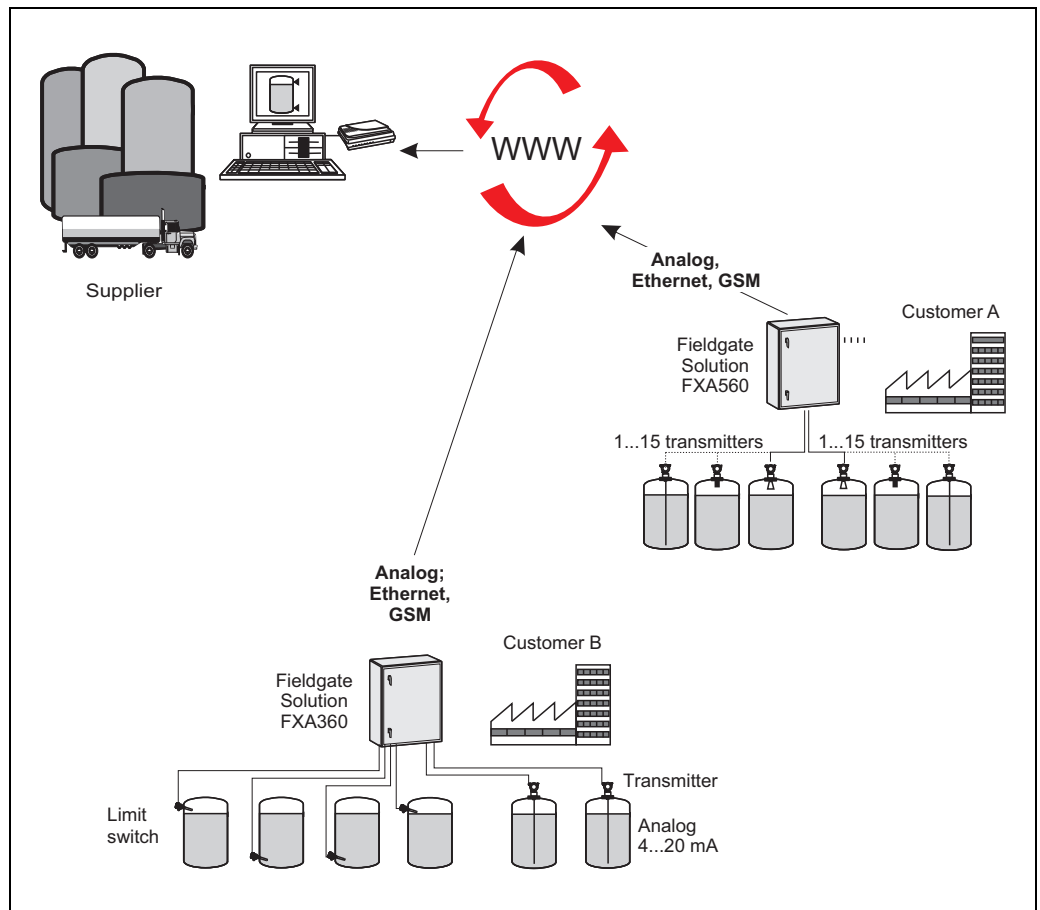 WWW
Supplier
Analog,
Ethernet, GSM
Customer A
Fieldgate
Solution
FXA560
1...15 transmitters
1...15 transmitters
Analog;
Ethernet,
GSM
Customer B
Fieldgate
Solution
FXA360
Transmitter
Limit
switch
Analog
4...20 mA